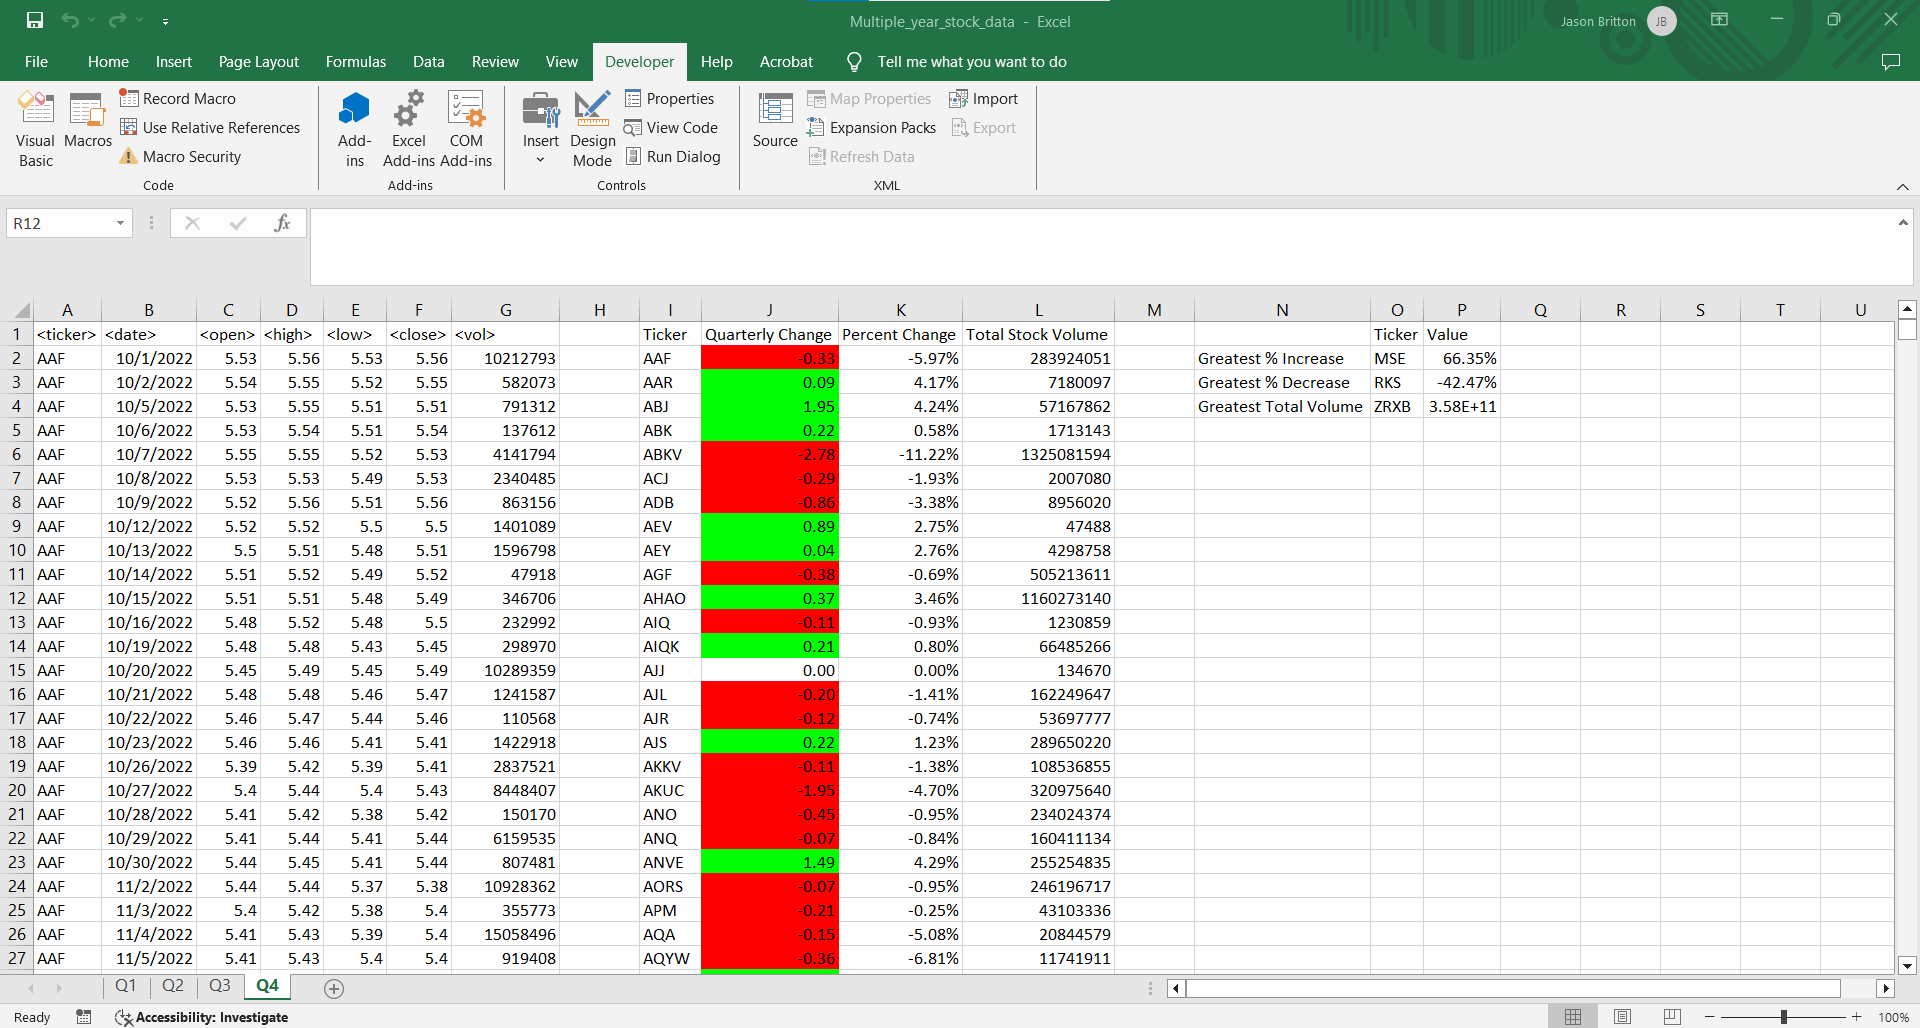 Multiple_year_stock_data - Excel
Jason Britton JB
File Home Insert Page Layout Formulas Data Review View Developer Help Acrobat Tell me what you want to do
Visual Basic
Macros
Record Macro
Use Relative References
Macro Security
Code
Add-ins
Excel Add-ins
COM Add-ins
Add-ins
Insert
Design Mode
Properties
View Code
Run Dialog
Controls
Source
Map Properties
Expansion Packs
Refresh Data
Import
Export
XML
R12 fx
A B C D E F G H I J K L M N O P Q R S T U
1 <ticker> <date> <open> <high> <low> <close> <vol> Ticker Quarterly Change Percent Change Total Stock Volume Ticker Value
2 AAF 10/1/2022 5.53 5.56 5.53 5.56 10212793 AAF -0.33 -5.97% 283924051 Greatest % Increase MSE 66.35%
3 AAF 10/2/2022 5.54 5.55 5.52 5.55 582073 AAR 0.09 4.17% 7180097 Greatest % Decrease RKS -42.47%
4 AAF 10/5/2022 5.53 5.55 5.51 5.51 791312 ABJ 1.95 4.24% 57167862 Greatest Total Volume ZRXB 3.58E+11
5 AAF 10/6/2022 5.53 5.54 5.51 5.54 137612 ABK 0.22 0.58% 1713143
6 AAF 10/7/2022 5.55 5.55 5.52 5.53 4141794 ABKV -2.78 -11.22% 1325081594
7 AAF 10/8/2022 5.53 5.53 5.49 5.53 2340485 ACJ -0.29 -1.93% 2007080
8 AAF 10/9/2022 5.52 5.56 5.51 5.56 863156 ADB -0.86 -3.38% 8956020
9 AAF 10/12/2022 5.52 5.52 5.5 5.5 1401089 AEV 0.89 2.75% 47488
10 AAF 10/13/2022 5.5 5.51 5.48 5.51 1596798 AEY 0.04 2.76% 4298758
11 AAF 10/14/2022 5.51 5.52 5.49 5.52 47918 AGF -0.38 -0.69% 505213611
12 AAF 10/15/2022 5.51 5.51 5.48 5.49 346706 AHAO 0.37 3.46% 1160273140
13 AAF 10/16/2022 5.48 5.52 5.48 5.5 232992 AIQ -0.11 -0.93% 1230859
14 AAF 10/19/2022 5.48 5.48 5.43 5.45 298970 AIQK 0.21 0.80% 66485266
15 AAF 10/20/2022 5.45 5.49 5.45 5.49 10289359 AJJ 0.00 0.00% 134670
16 AAF 10/21/2022 5.48 5.48 5.46 5.47 1241587 AJL -0.20 -1.41% 162249647
17 AAF 10/22/2022 5.46 5.47 5.44 5.46 110568 AJR -0.12 -0.74% 53697777
18 AAF 10/23/2022 5.46 5.46 5.41 5.41 1422918 AJS 0.22 1.23% 289650220
19 AAF 10/26/2022 5.39 5.42 5.39 5.41 2837521 AKKV -0.11 -1.38% 108536855
20 AAF 10/27/2022 5.4 5.44 5.4 5.43 8448407 AKUC -1.95 -4.70% 320975640
21 AAF 10/28/2022 5.41 5.42 5.38 5.42 150170 ANO -0.45 -0.95% 234024374
22 AAF 10/29/2022 5.41 5.44 5.41 5.44 6159535 ANQ -0.07 -0.84% 160411134
23 AAF 10/30/2022 5.44 5.45 5.41 5.44 807481 ANVE 1.49 4.29% 255254835
24 AAF 11/2/2022 5.44 5.44 5.37 5.38 10928362 AORS -0.07 -0.95% 246196717
25 AAF 11/3/2022 5.4 5.42 5.38 5.4 355773 APM -0.21 -0.25% 43103336
26 AAF 11/4/2022 5.41 5.43 5.39 5.4 15058496 AQA -0.15 -5.08% 20844579
27 AAF 11/5/2022 5.41 5.43 5.4 5.4 919408 AQYW -0.36 -6.81% 11741911
Q1 Q2 Q3 Q4
Ready Accessibility: Investigate 100%